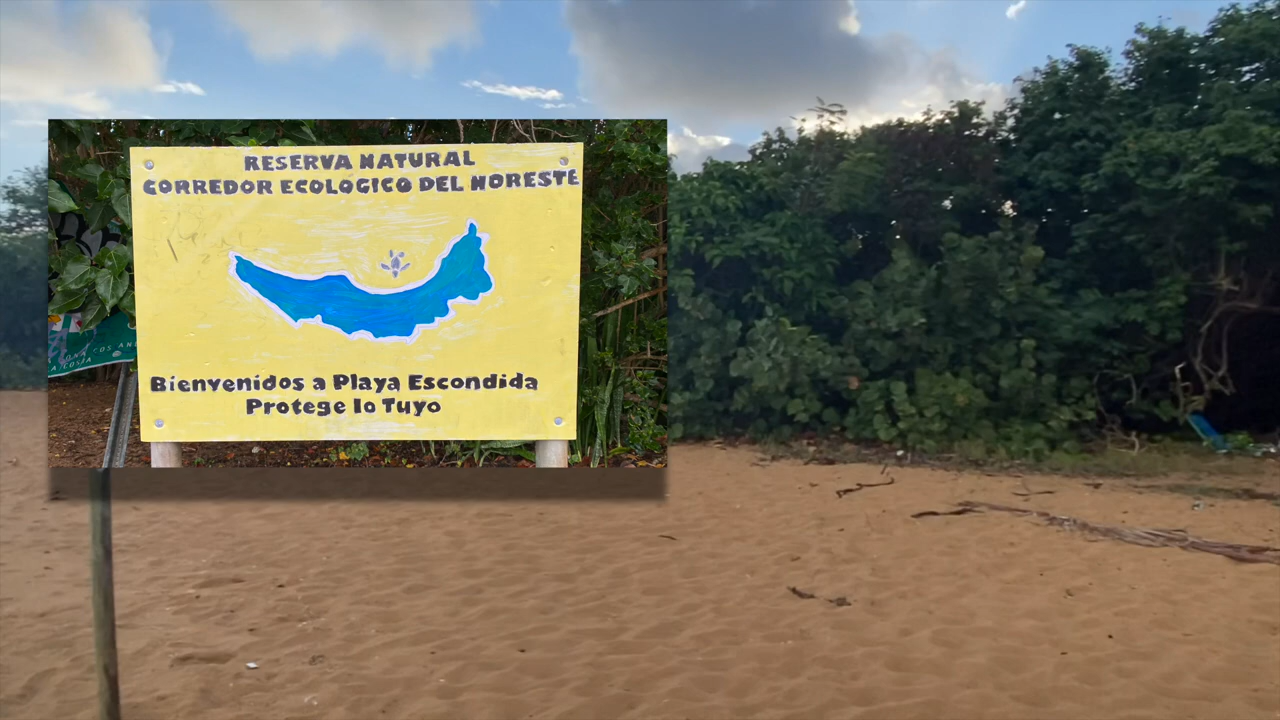 RESERVA NATURAL
CORREDOR ECOLOGICO DEL NORESTE
Bienvenidos a Playa Escondida
Protege lo Tuyo